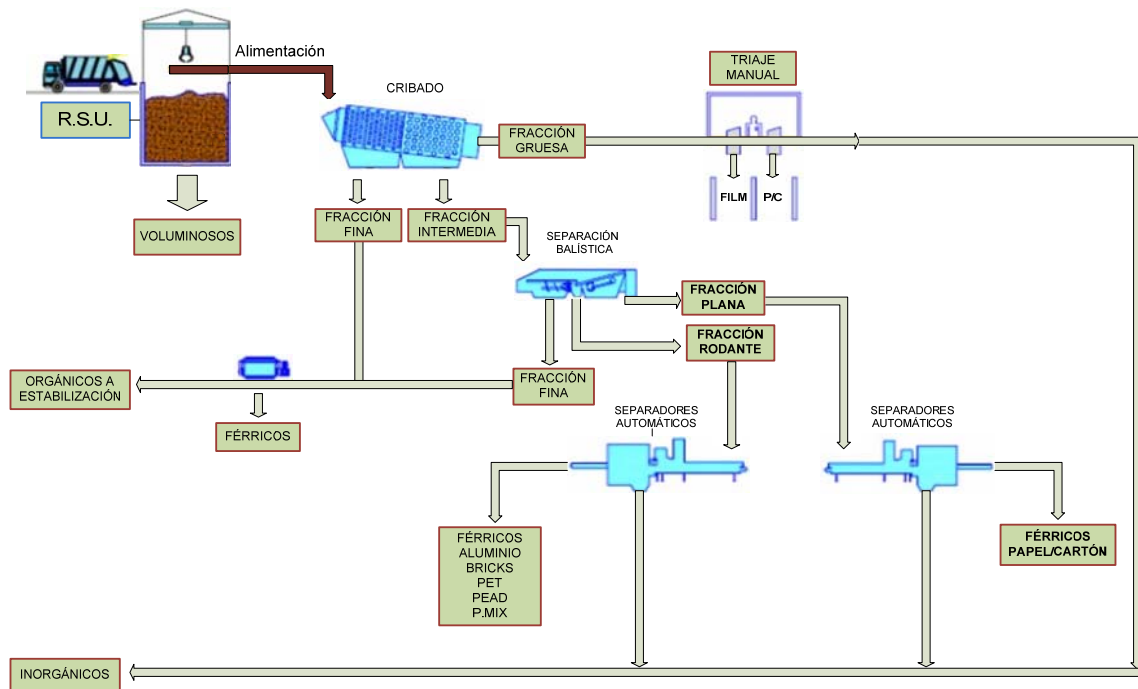 Alimentación
R.S.U.
VOLUMINOSOS
CRIBADO
FRACCIÓN
GRUESA
TRIAJE
MANUAL
FILM
P/C
FRACCIÓN
FINA
FRACCIÓN
INTERMEDIA
SEPARACIÓN
BALÍSTICA
FRACCIÓN
PLANA
FRACCIÓN
RODANTE
FRACCIÓN
FINA
ORGÁNICOS A
ESTABILIZACIÓN
FÉRRICOS
SEPARADORES
AUTOMÁTICOS
SEPARADORES
AUTOMÁTICOS
FÉRRICOS
ALUMINIO
BRICKS
PET
PEAD
P.MIX
FÉRRICOS
PAPEL/CARTÓN
INORGÁNICOS